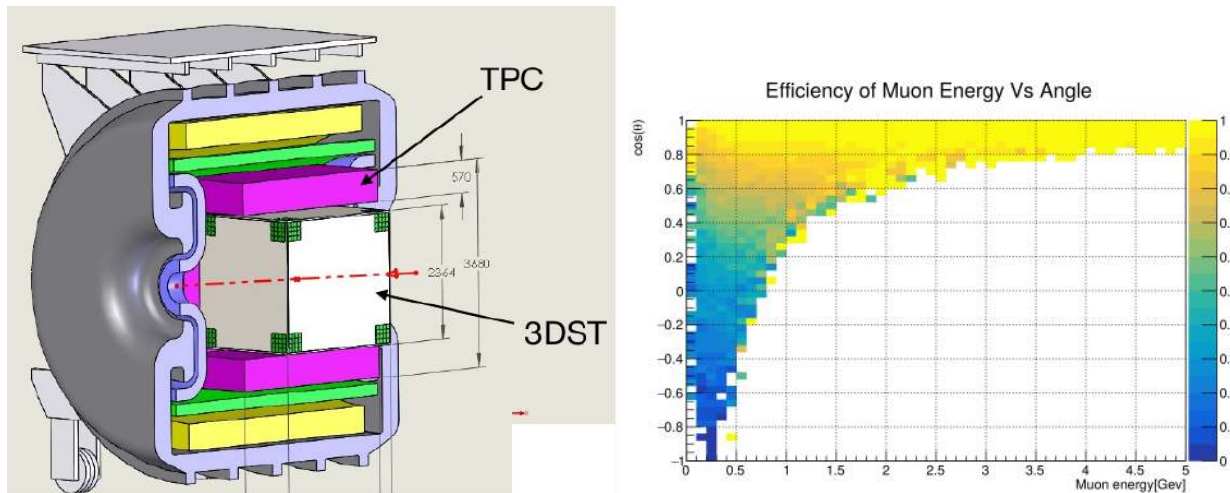 TPC
570
2364
3680
3DST
Efficiency of Muon Energy Vs Angle
cos(θ)
1
0.8
0.6
0.4
0.2
0
−0.2
−0.4
−0.6
−0.8
−1
0 0.5 1 1.5 2 2.5 3 3.5 4 4.5 5
Muon energy[Gev]
1
0